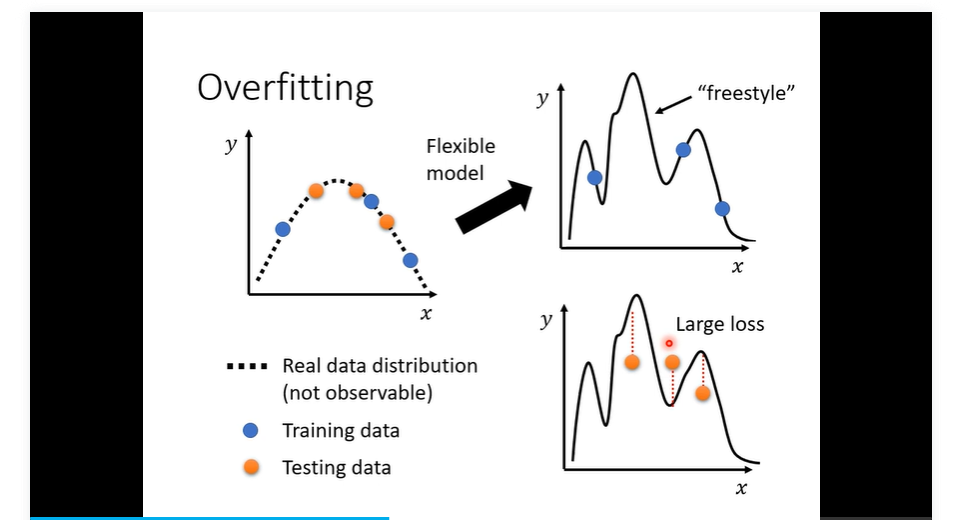 Overfitting
y
x
Flexible
model
y
"freestyle"
x
y
Large loss
x
Real data distribution
(not observable)
Training data
Testing data